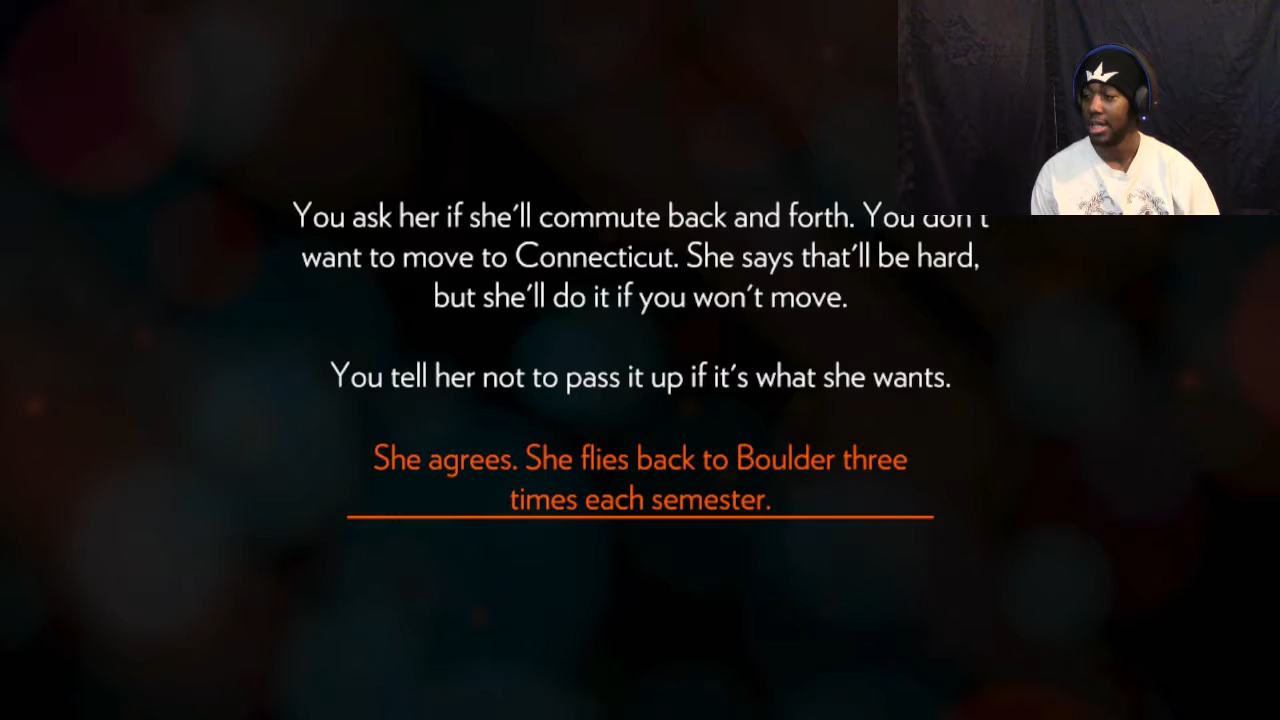 You ask her if she'll commute back and forth. You don't
want to move to Connecticut. She says that'll be hard,
but she'll do it if you won't move.
You tell her not to pass it up if it's what she wants.
She agrees. She flies back to Boulder three
times each semester.